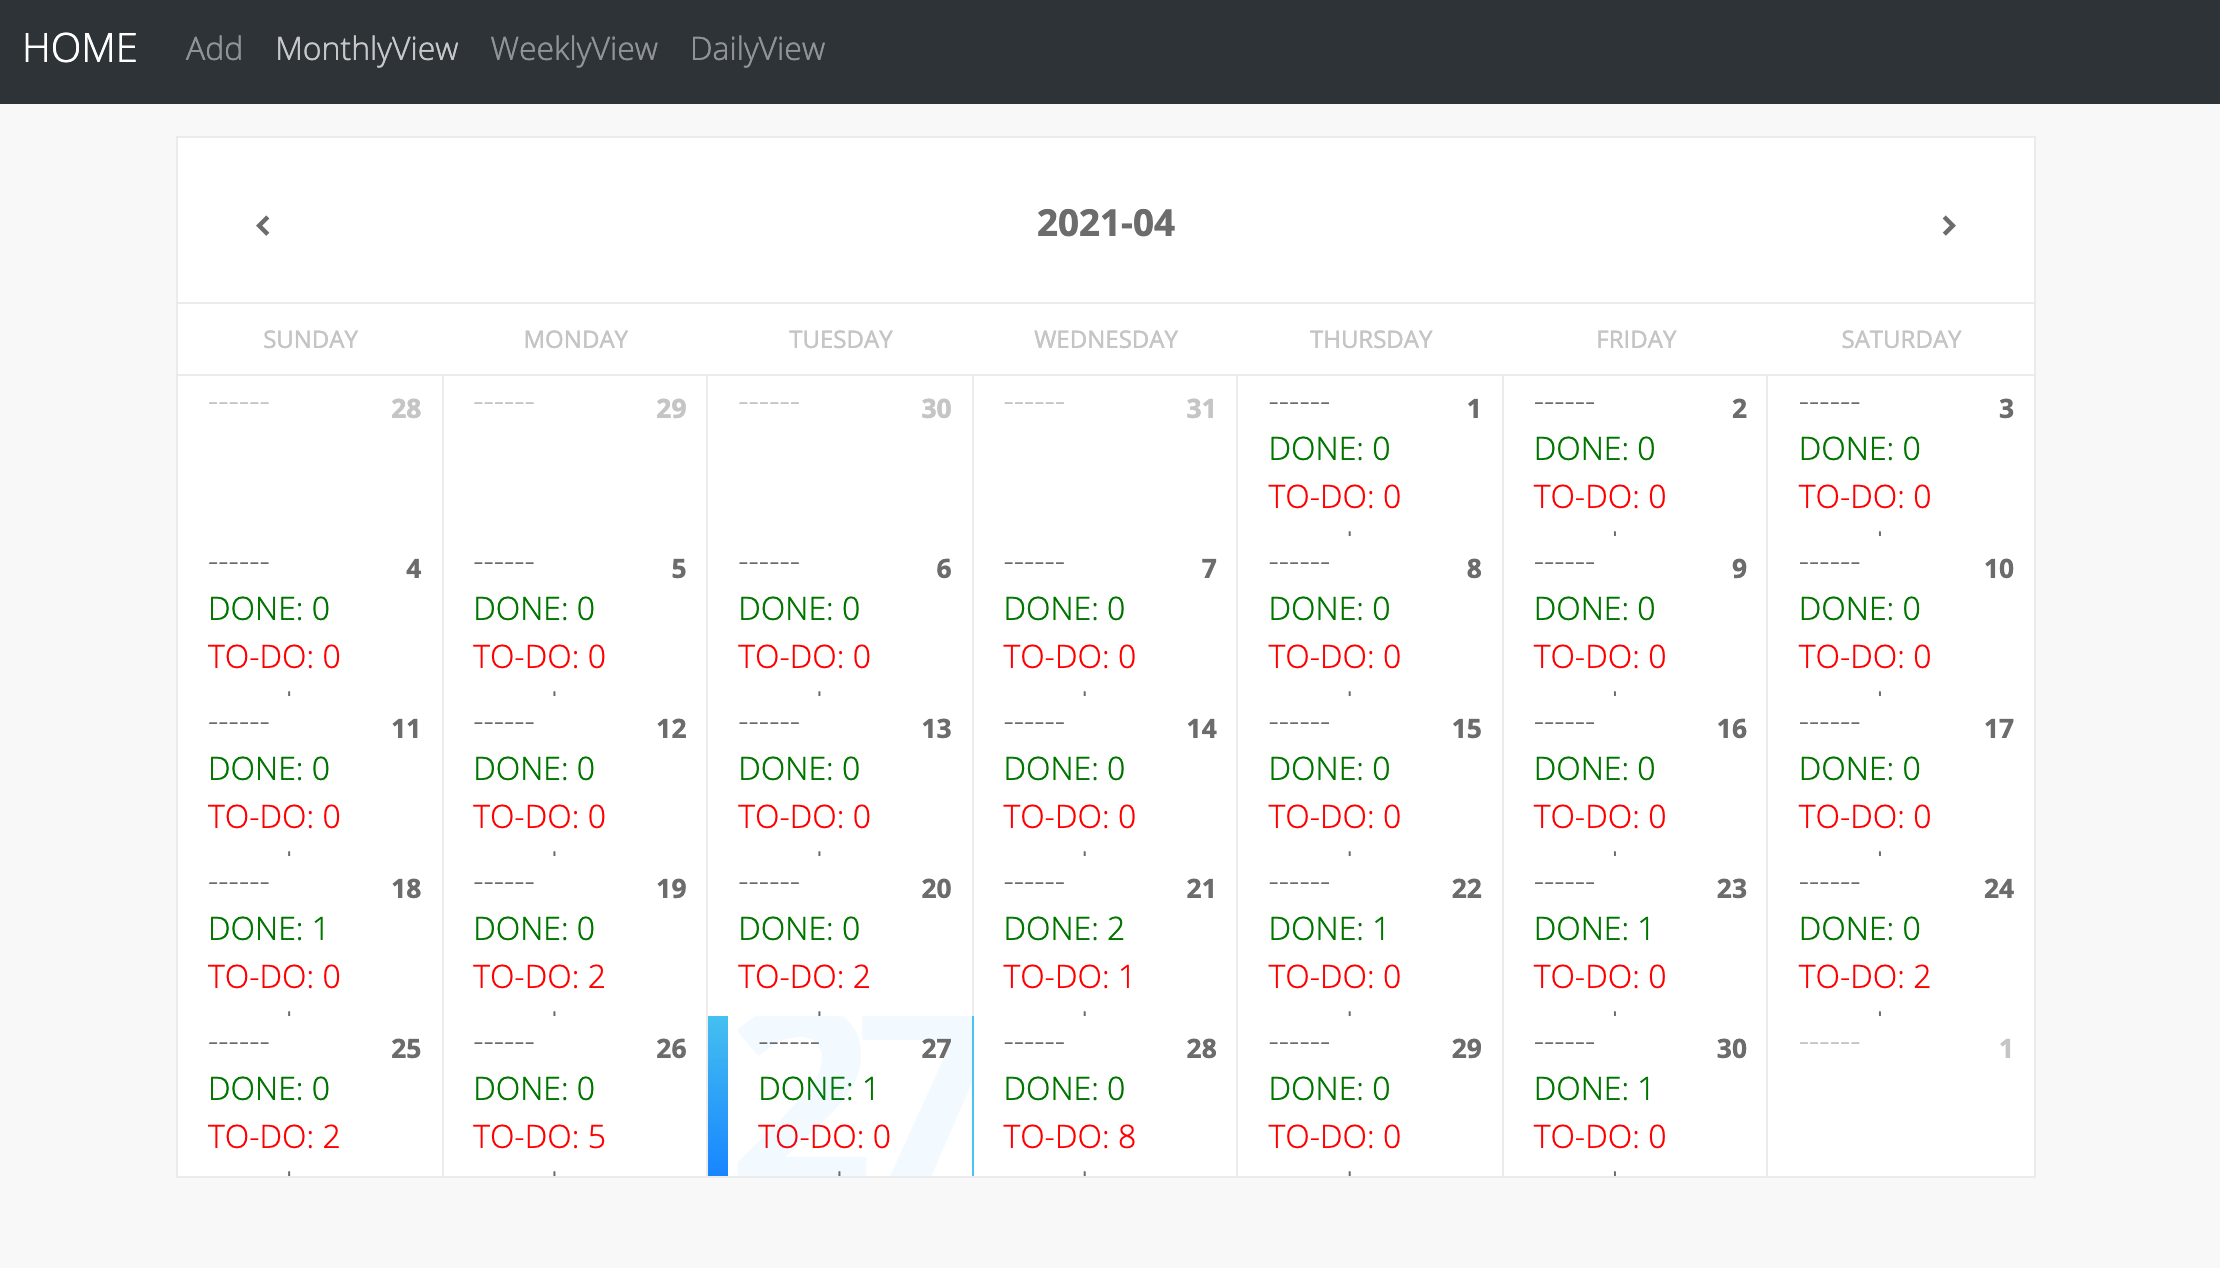 HOME Add MonthlyView WeeklyView DailyView
2021-04
SUNDAY MONDAY TUESDAY WEDNESDAY THURSDAY FRIDAY SATURDAY
------ 28 ------ 29 ------ 30 ------ 31 ------ 1 ------ 2 ------ 3
DONE: 0 DONE: 0 DONE: 0
TO-DO: 0 TO-DO: 0 TO-DO: 0
------ 4 ------ 5 ------ 6 ------ 7 ------ 8 ------ 9 ------ 10
DONE: 0 DONE: 0 DONE: 0 DONE: 0 DONE: 0 DONE: 0 DONE: 0
TO-DO: 0 TO-DO: 0 TO-DO: 0 TO-DO: 0 TO-DO: 0 TO-DO: 0 TO-DO: 0
------ 11 ------ 12 ------ 13 ------ 14 ------ 15 ------ 16 ------ 17
DONE: 0 DONE: 0 DONE: 0 DONE: 0 DONE: 0 DONE: 0 DONE: 0
TO-DO: 0 TO-DO: 0 TO-DO: 0 TO-DO: 0 TO-DO: 0 TO-DO: 0 TO-DO: 0
------ 18 ------ 19 ------ 20 ------ 21 ------ 22 ------ 23 ------ 24
DONE: 1 DONE: 0 DONE: 0 DONE: 2 DONE: 1 DONE: 1 DONE: 0
TO-DO: 0 TO-DO: 2 TO-DO: 2 TO-DO: 1 TO-DO: 0 TO-DO: 0 TO-DO: 2
------ 25 ------ 26 ------ 27 27 ------ 28 ------ 29 ------ 30 ------ 1
DONE: 0 DONE: 0 DONE: 1 DONE: 0 DONE: 0 DONE: 1
TO-DO: 2 TO-DO: 5 TO-DO: 0 TO-DO: 8 TO-DO: 0 TO-DO: 0